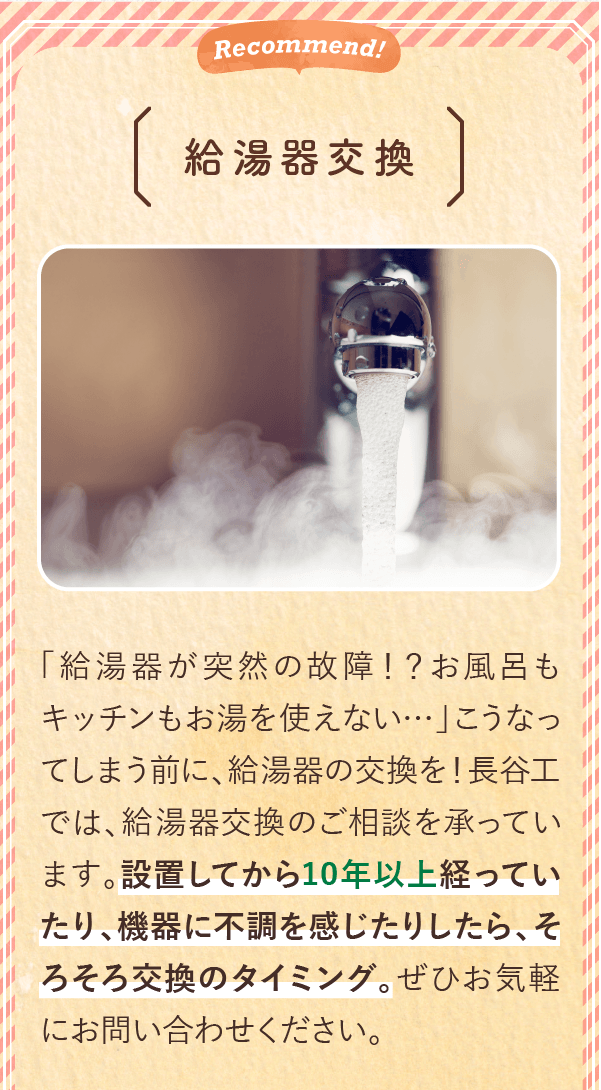 Recommend!
給湯器交換
「給湯器が突然の故障！？お風呂も
キッチンもお湯を使えない…」こうなっ
てしまう前に、給湯器の交換を！長谷工
では、給湯器交換のご相談を承ってい
ます。設置してから10年以上経ってい
たり、機器に不調を感じたりしたら、そ
ろそろ交換のタイミング。ぜひお気軽
にお問い合わせください。